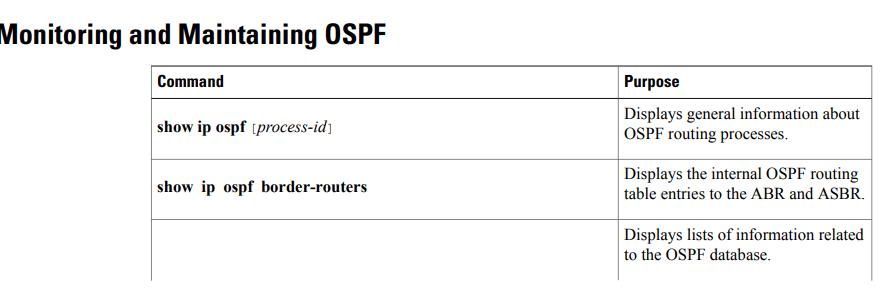 Monitoring and Maintaining OSPF
Command
Purpose
show ip ospf [process-id]
Displays general information about
OSPF routing processes.
show ip ospf border-routers
Displays the internal OSPF routing
table entries to the ABR and ASBR.
Displays lists of information related
to the OSPF database.